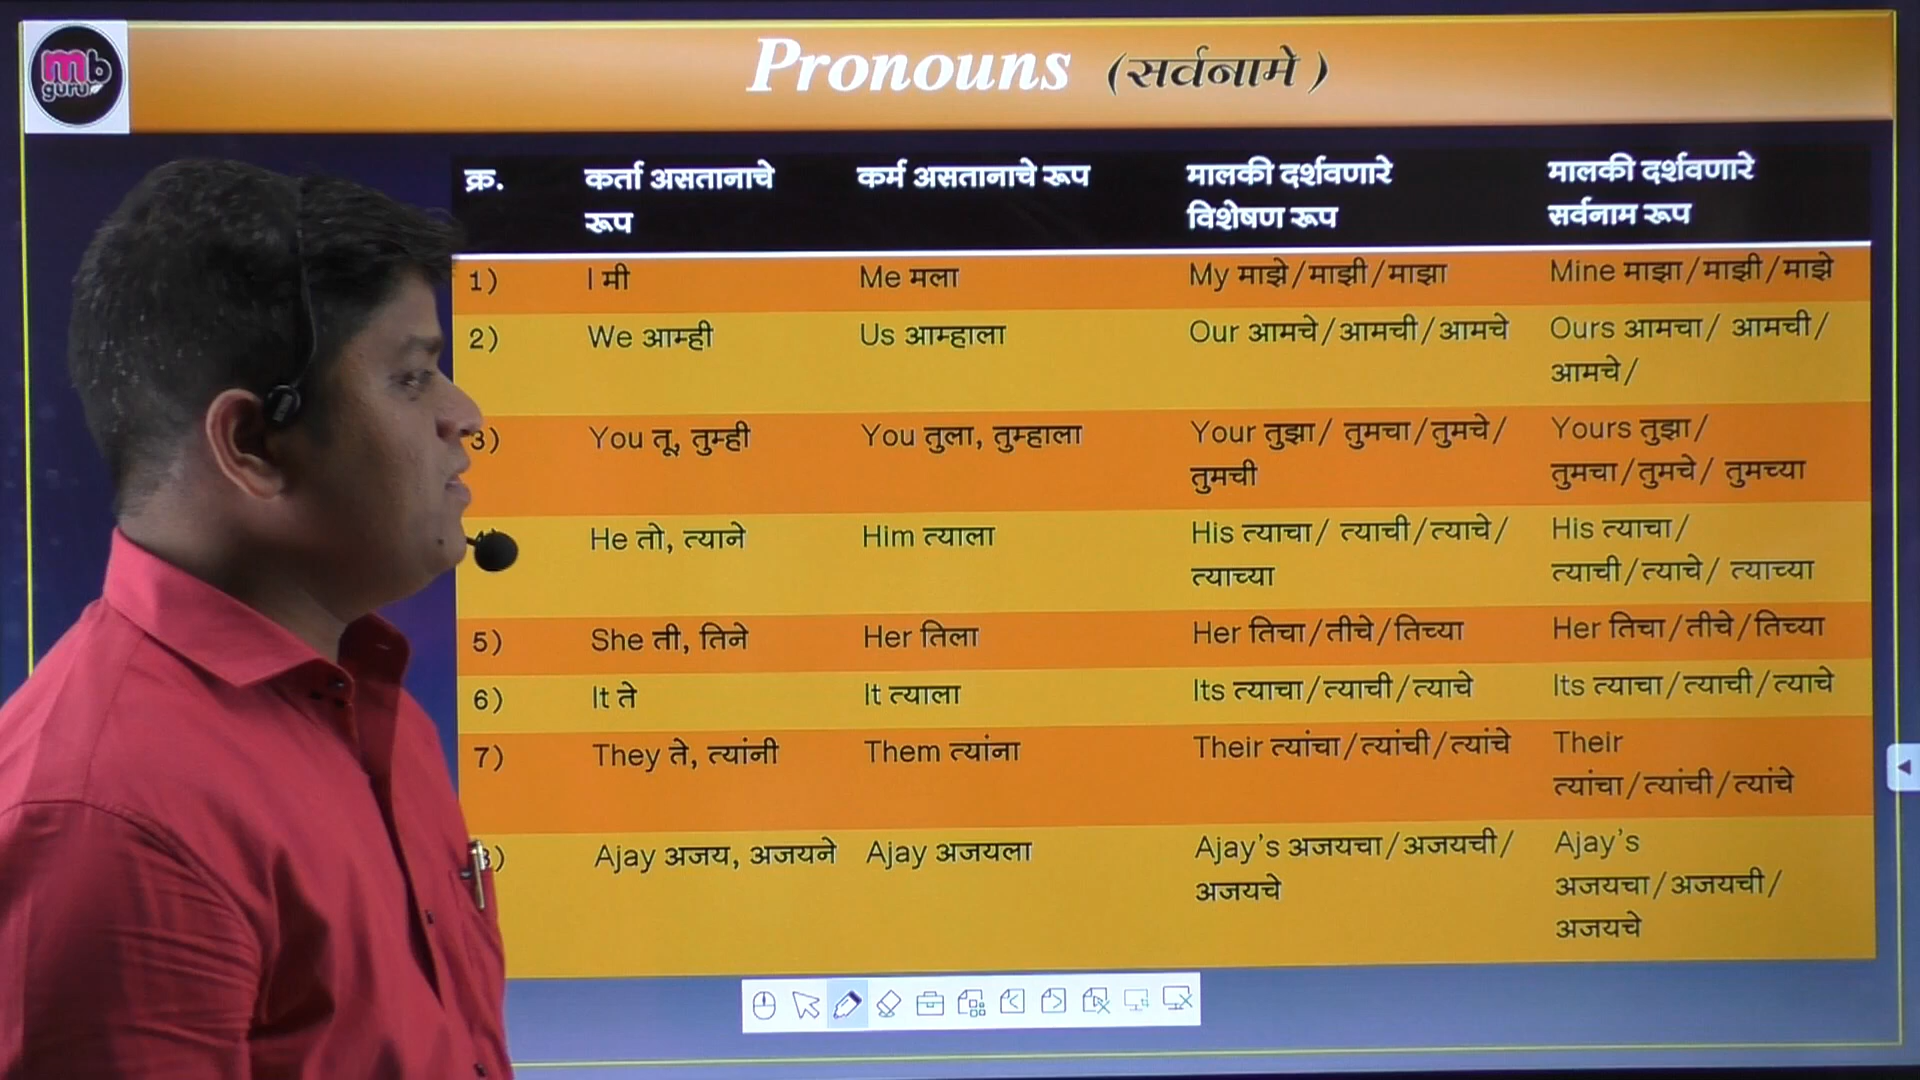 mb
guru
Pronouns (सर्वनामे)
क्र. कर्ता असतानाचे रूप कर्म असतानाचे रूप मालकी दर्शवणारे विशेषण रूप मालकी दर्शवणारे सर्वनाम रूप
1) I मी Me मला My माझे/माझी/माझा Mine माझा/माझी/माझे
2) We आम्ही Us आम्हाला Our आमचे/आमची/आमचे Ours आमचा/ आमची/ आमचे/
3) You तू, तुम्ही You तुला, तुम्हाला Your तुझा/ तुमचा/तुमचे/ तुमची Yours तुझा/ तुमचा/तुमचे/ तुमच्या
He तो, त्याने Him त्याला His त्याचा/ त्याची/त्याचे/ त्याच्या His त्याचा/ त्याची/त्याचे/ त्याच्या
5) She ती, तिने Her तिला Her तिचा/तीचे/तिच्या Her तिचा/तीचे/तिच्या
6) It ते It त्याला Its त्याचा/त्याची/त्याचे Its त्याचा/त्याची/त्याचे
7) They ते, त्यांनी Them त्यांना Their त्यांचा/त्यांची/त्यांचे Their त्यांचा/त्यांची/त्यांचे
8) Ajay अजय, अजयने Ajay अजयला Ajay's अजयचा/अजयची/ अजयचे Ajay's अजयचा/अजयची/ अजयचे